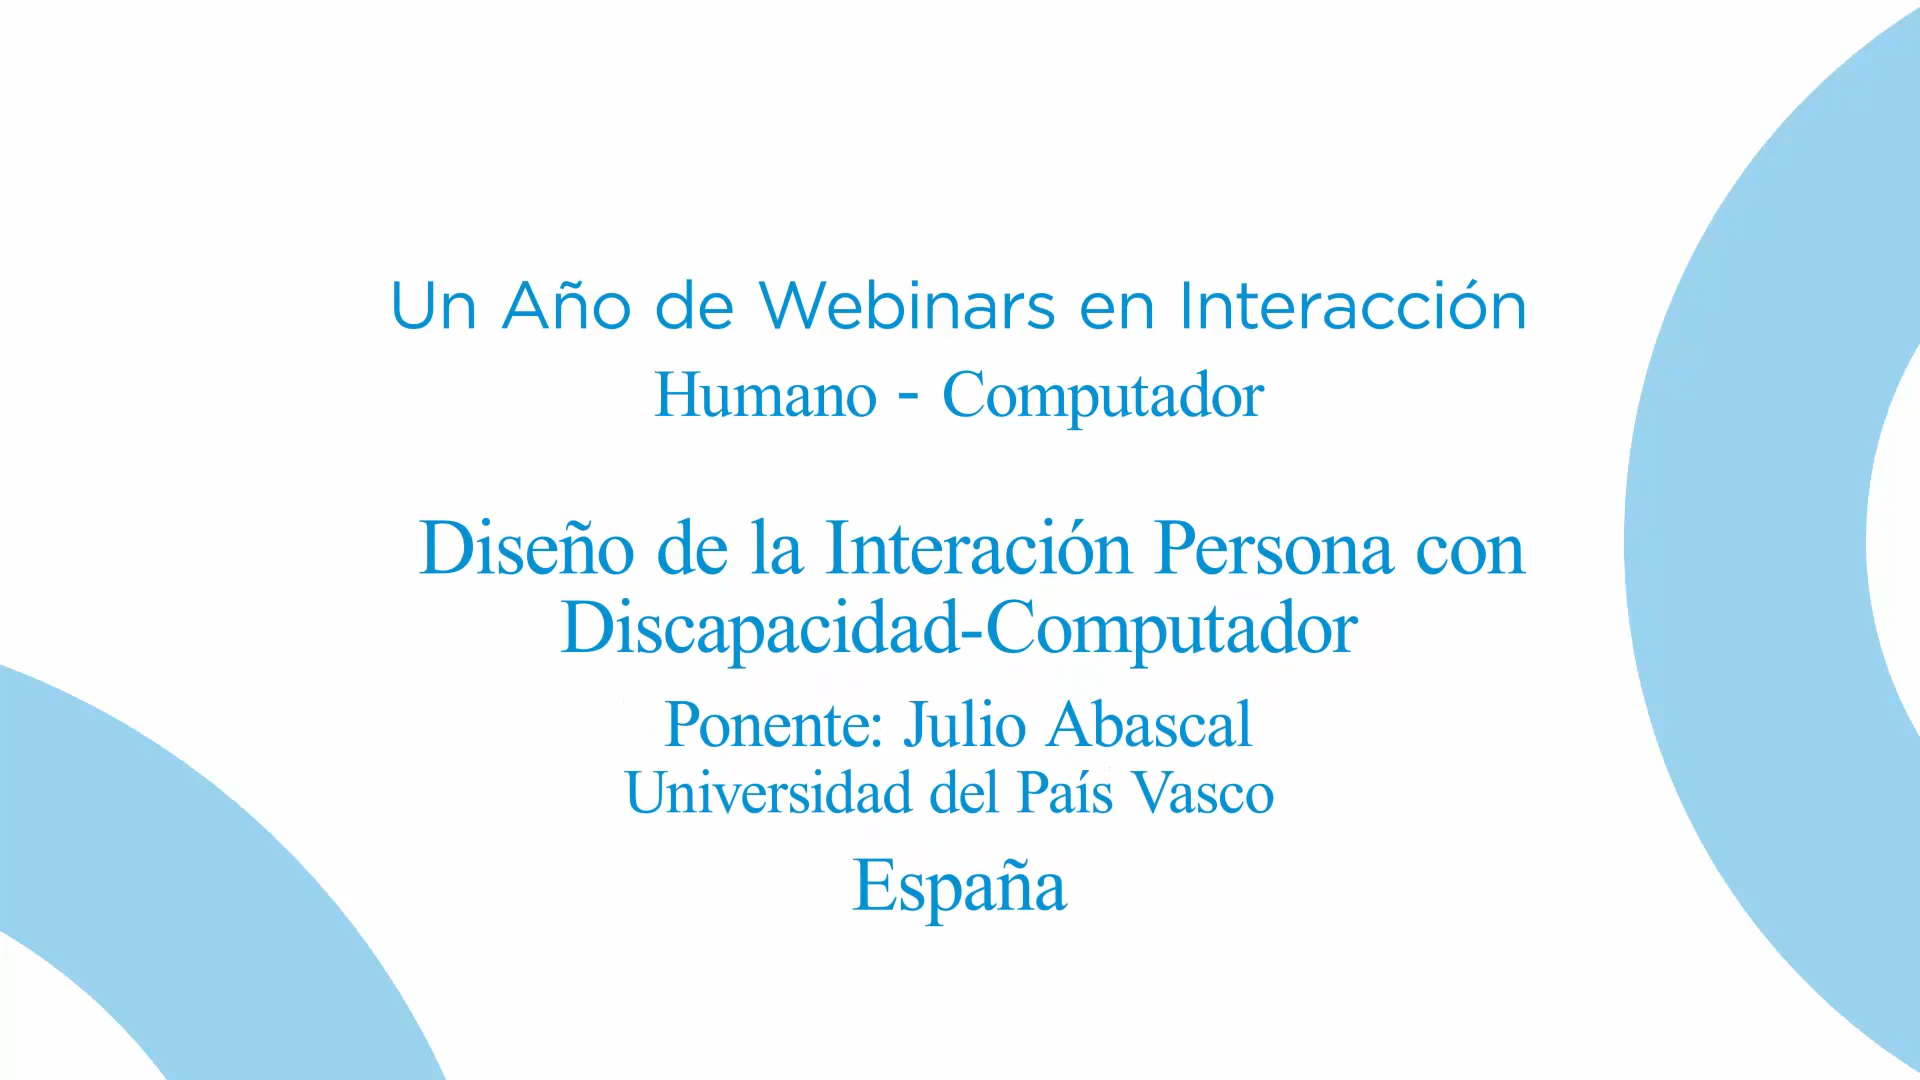 Un Año de Webinars en Interacción
Humano - Computador
Diseño de la Interación Persona con
Discapacidad-Computador
Ponente: Julio Abascal
Universidad del País Vasco
España